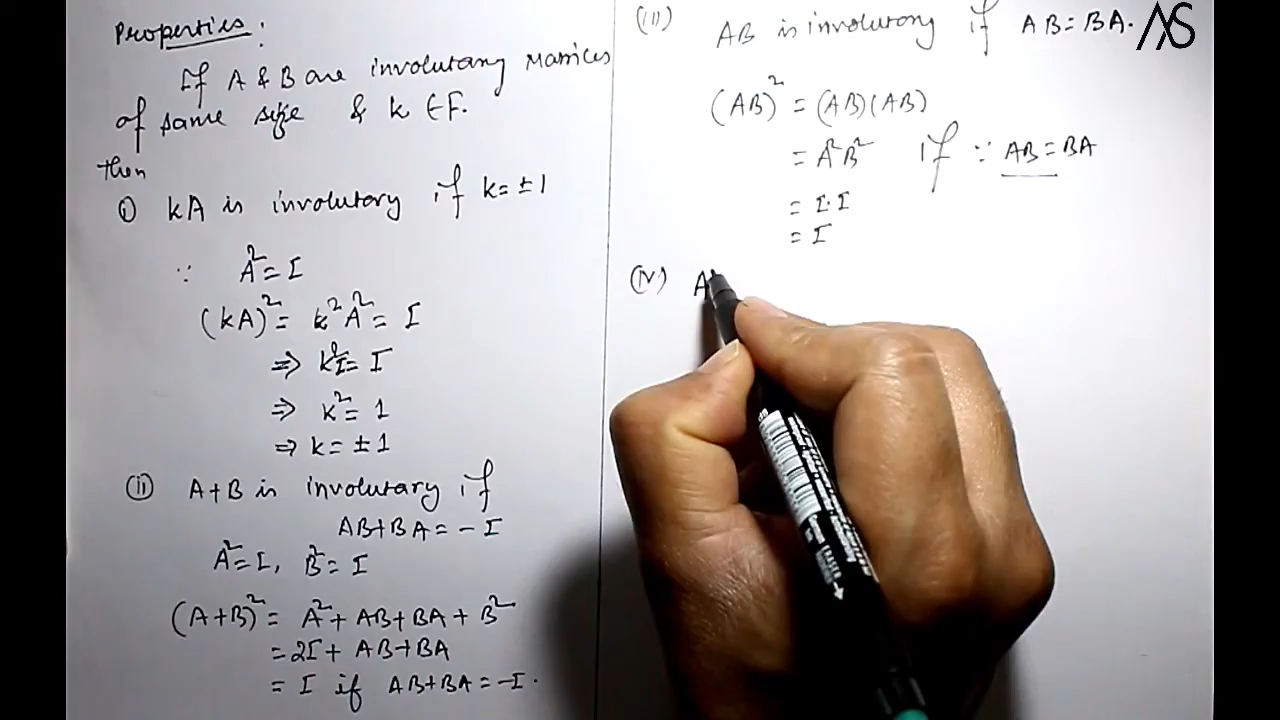 Properties:
If A & B are involutary Matrices
of same size & k ∈ F.
then
(i) kA is involutory if k = ±1
∵ A² = I
(kA)² = k²A² = I
⇒ k²I = I
⇒ k² = 1
⇒ k = ±1
(ii) A+B is involutary if
AB+BA = -I
A² = I, B² = I
(A+B)² = A² + AB + BA + B²
= 2I + AB + BA
= I if AB+BA = -I.
(iii) AB is involutory if AB = BA.
(AB)² = (AB)(AB)
= A²B² if ∵ AB = BA
= I·I
= I
(iv) A
NS